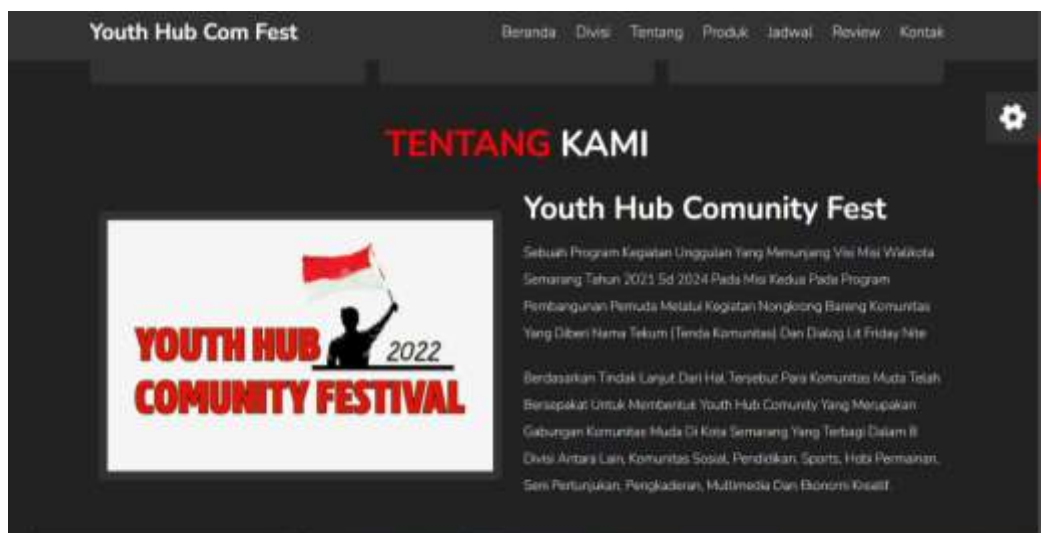 Youth Hub Com Fest
Beranda Divisi Tentang Produk Jadwal Review Kontak
TENTANG KAMI
YOUTH HUB 2022
COMUNITY FESTIVAL
Youth Hub Comunity Fest
Sebuah Program Kegiatan Unggulan Yang Menunjang Visi Misi Walikota
Semarang Tahun 2021 Sd 2024 Pada Misi Kedua Pada Program
Pembangunan Pemuda Melalui Kegiatan Nongkrong Bareng Komunitas
Yang Diberi Nama Tekum (Tenda Komunitas) Dan Dialog Lit Friday Nite
Berdasarkan Tindak Lanjut Dari Hal Tersebut Para Komunitas Muda Telah
Bersepakat Untuk Membentuk Youth Hub Comunity Yang Merupakan
Gabungan Komunitas Muda Di Kota Semarang Yang Terbagi Dalam 8
Divisi Antara Lain, Komunitas Sosial, Pendidikan, Sports, Hobi Permainan,
Seni Pertunjukan, Pengkaderan, Multimedia Dan Ekonomi Kreatif.